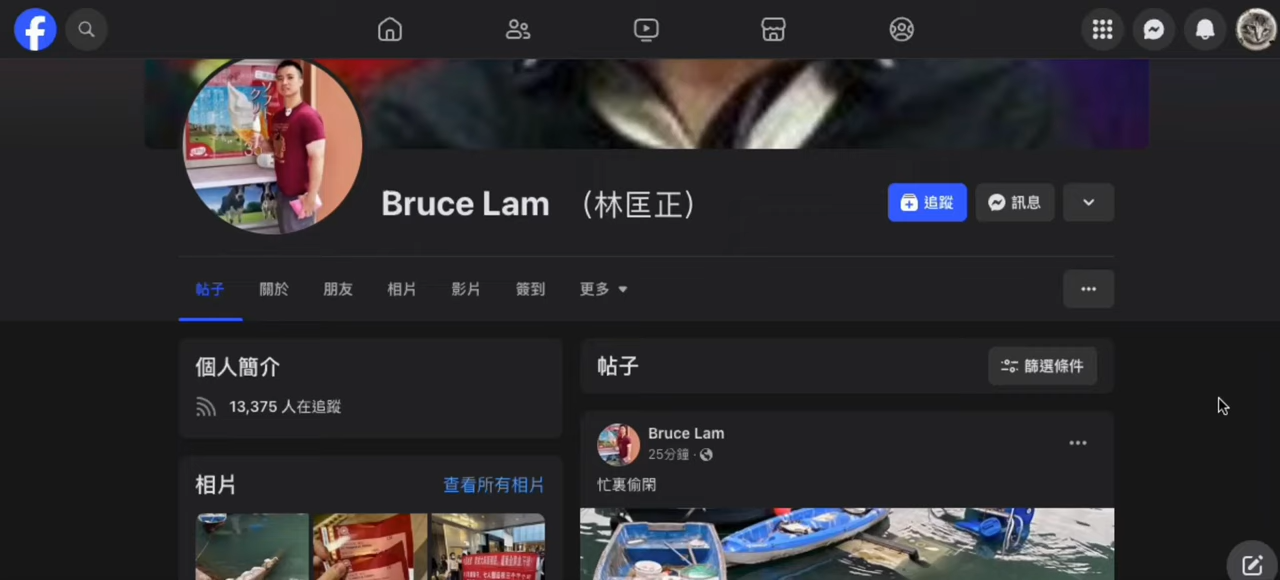 Bruce Lam （林匡正）
追蹤
訊息
帖子
關於
朋友
相片
影片
簽到
更多
個人簡介
13,375 人在追蹤
相片
查看所有相片
帖子
篩選條件
Bruce Lam
25分鐘 ·
忙裏偷閑